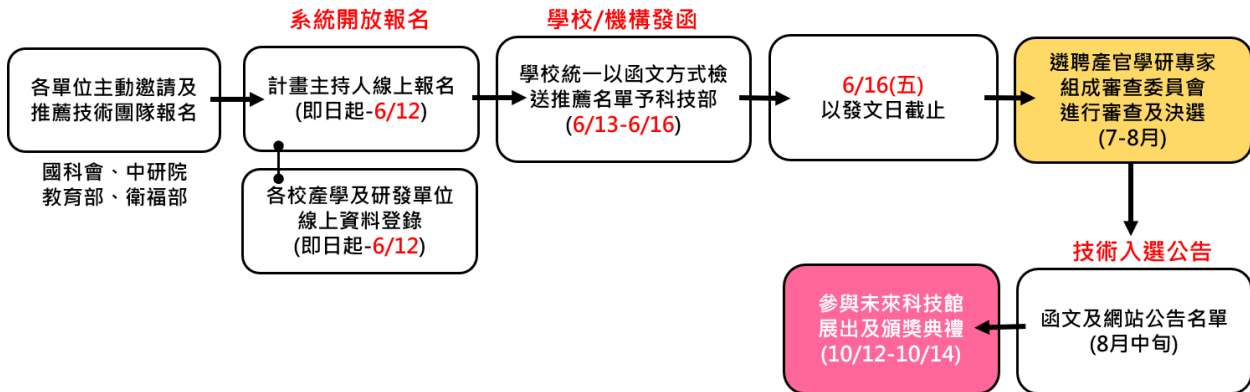 各單位主動邀請及
推薦技術團隊報名
國科會、中研院
教育部、衛福部
系統開放報名
計畫主持人線上報名
(即日起-6/12)
各校產學及研發單位
線上資料登錄
(即日起-6/12)
學校/機構發函
學校統一以函文方式檢
送推薦名單予科技部
(6/13-6/16)
6/16(五)
以發文日截止
遴聘產官學研專家
組成審查委員會
進行審查及決選
(7-8月)
技術入選公告
函文及網站公告名單
(8月中旬)
參與未來科技館
展出及頒獎典禮
(10/12-10/14)